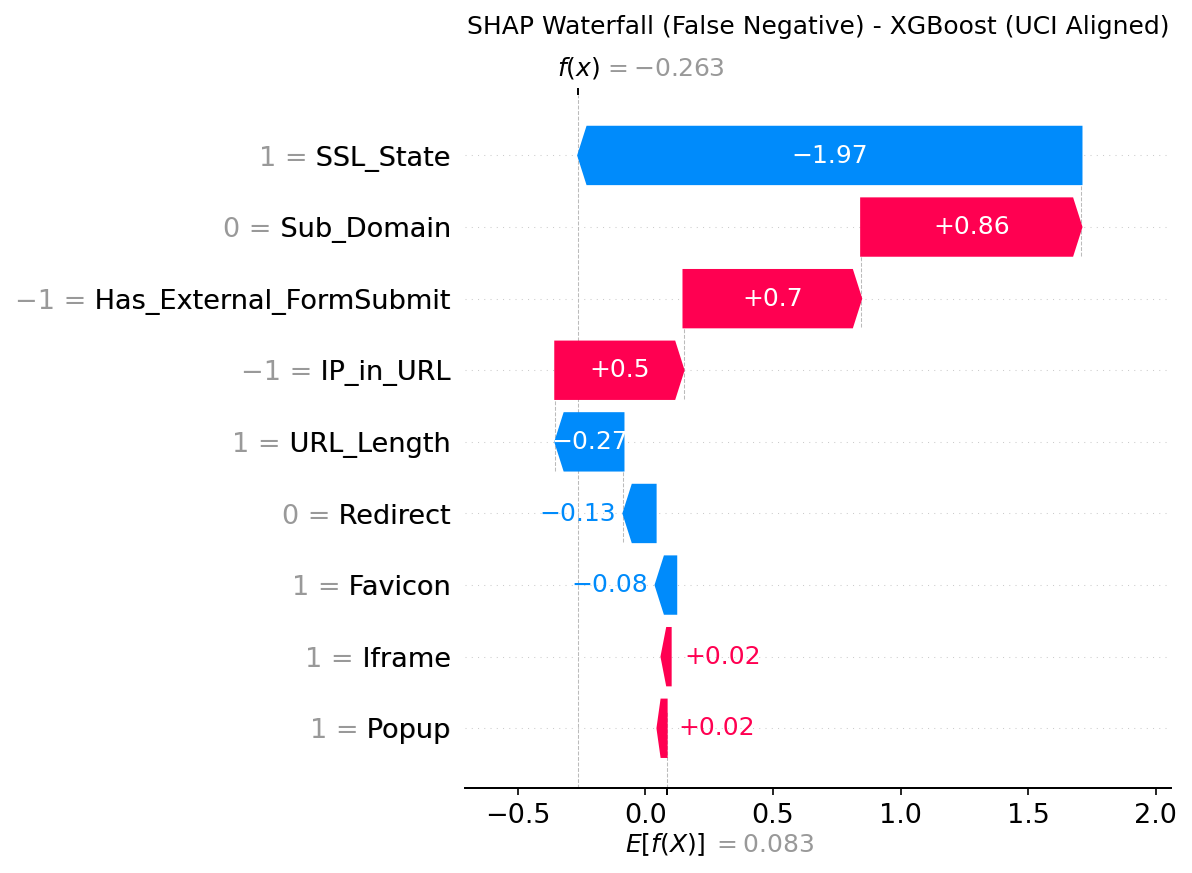 SHAP Waterfall (False Negative) - XGBoost (UCI Aligned)
f(x) = −0.263
1 = SSL_State −1.97
0 = Sub_Domain +0.86
−1 = Has_External_FormSubmit +0.7
−1 = IP_in_URL +0.5
1 = URL_Length −0.27
0 = Redirect −0.13
1 = Favicon −0.08
1 = Iframe +0.02
1 = Popup +0.02
−0.5 0.0 0.5 1.0 1.5 2.0
E[f(X)] = 0.083